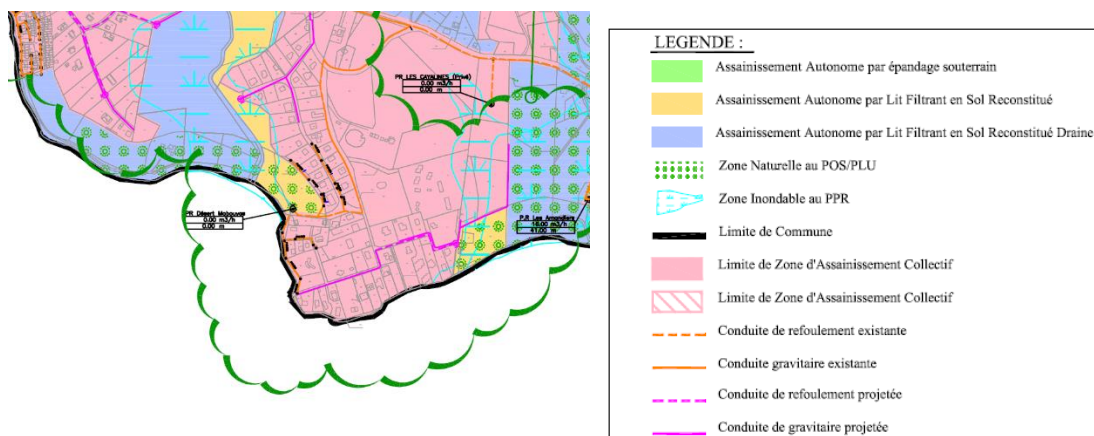 PR LES CAYALINES (Privé)
0.00 m3/h
0.00 m
PR Désert Mabouyas
0.00 m3/h
0.00 m
P.R Les Amandiers
16.00 m3/h
41.00 m
LEGENDE :
Assainissement Autonome par épandage souterrain
Assainissement Autonome par Lit Filtrant en Sol Reconstitué
Assainissement Autonome par Lit Filtrant en Sol Reconstitué Draine
Zone Naturelle au POS/PLU
Zone Inondable au PPR
Limite de Commune
Limite de Zone d'Assainissement Collectif
Limite de Zone d'Assainissement Collectif
Conduite de refoulement existante
Conduite gravitaire existante
Conduite de refoulement projetée
Conduite de gravitaire projetée